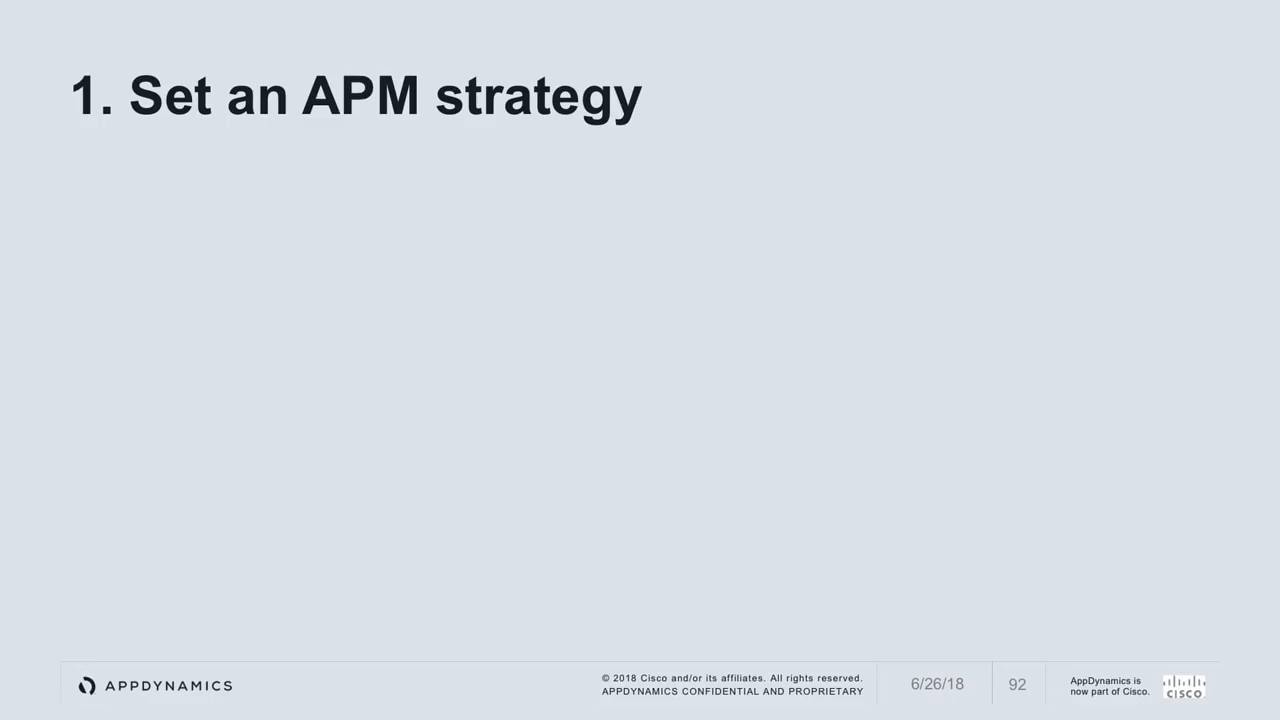 1. Set an APM strategy
APPDYNAMICS
© 2018 Cisco and/or its affiliates. All rights reserved.
APPDYNAMICS CONFIDENTIAL AND PROPRIETARY
6/26/18
92
AppDynamics is
now part of Cisco.
CISCO